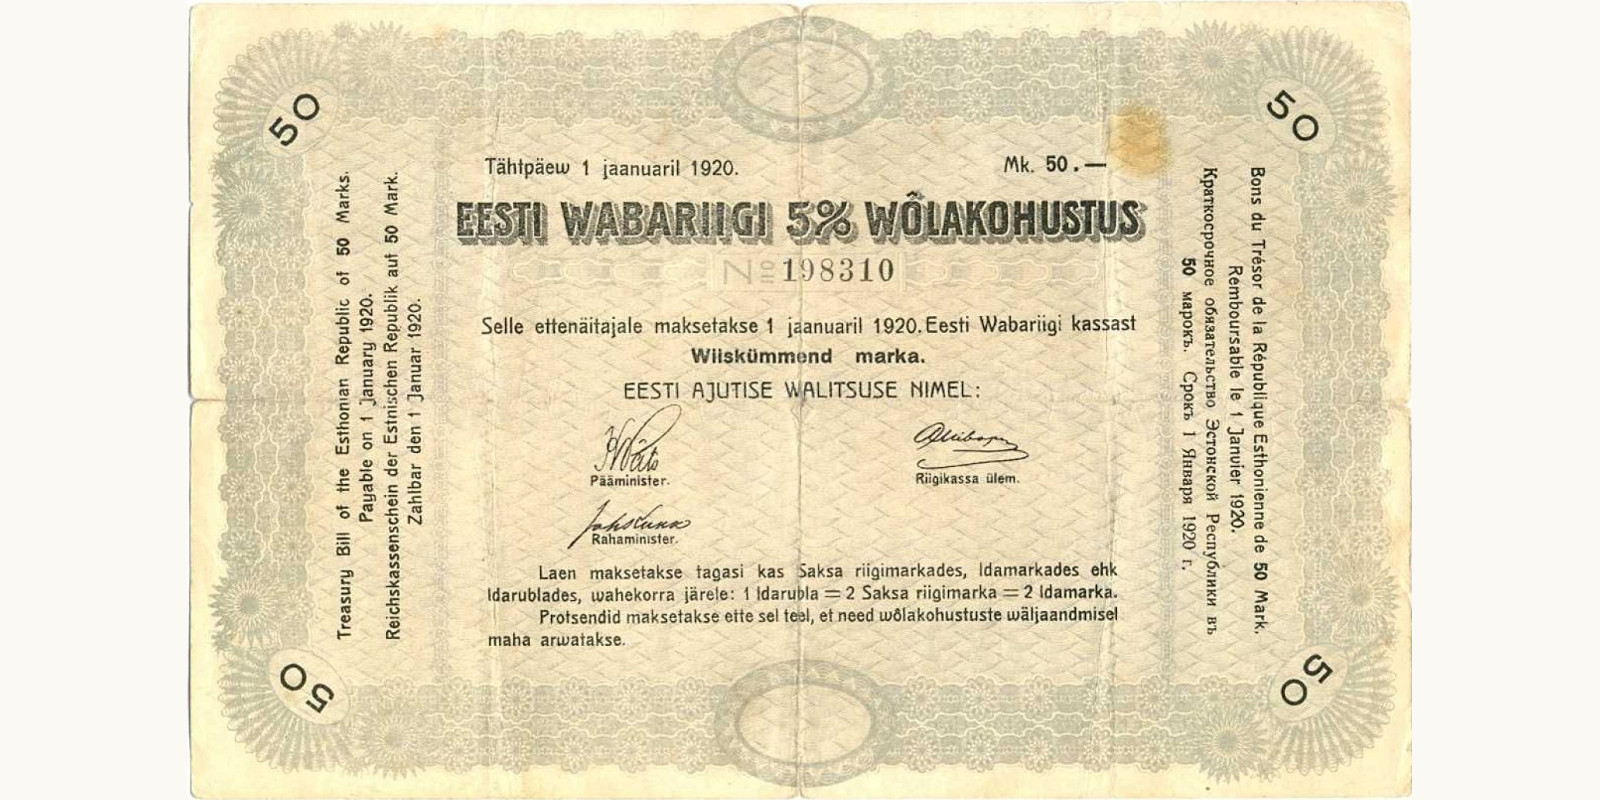 50
50
Tähtpäew 1 jaanuaril 1920.
Mk. 50.—
EESTI WABARIIGI 5% WÕLAKOHUSTUS
№ 198310
Selle ettenäitajale maksetakse 1 jaanuaril 1920. Eesti Wabariigi kassast
Wiiskümmend marka.
EESTI AJUTISE WALITSUSE NIMEL:
Pääminister.
Riigikassa ülem.
Rahaminister.
Laen maksetakse tagasi kas Saksa riigimarkades, Idamarkades ehk
Idarublades, wahekorra järele: 1 Idarubla = 2 Saksa riigimarka = 2 Idamarka.
Protsendid maksetakse ette sel teel, et need wõlakohustuste wäljaandmisel
maha arwatakse.
Treasury Bill of the Esthonian Republic of 50 Marks.
Payable on 1 January 1920.
Reichskassenschein der Estnischen Republik auf 50 Mark.
Zahlbar den 1 Januar 1920.
Bons du Trésor de la République Esthonienne de 50 Mark.
Remboursable le 1 Janvier 1920.
Краткосрочное обязательство Эстонской Республики въ
50 марокъ. Срокъ 1 Января 1920 г.
50
50